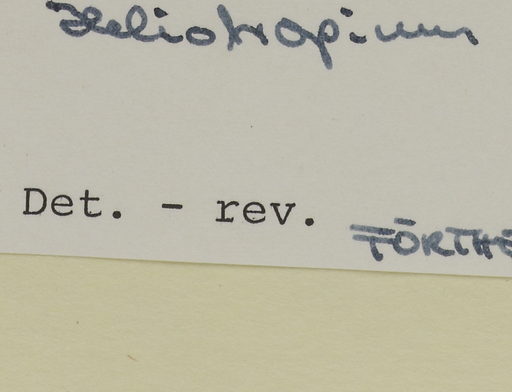 Heliotropium
Det. - rev.